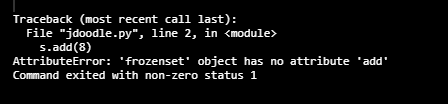 Traceback (most recent call last):
  File "jdoodle.py", line 2, in <module>
    s.add(8)
AttributeError: 'frozenset' object has no attribute 'add'
Command exited with non-zero status 1